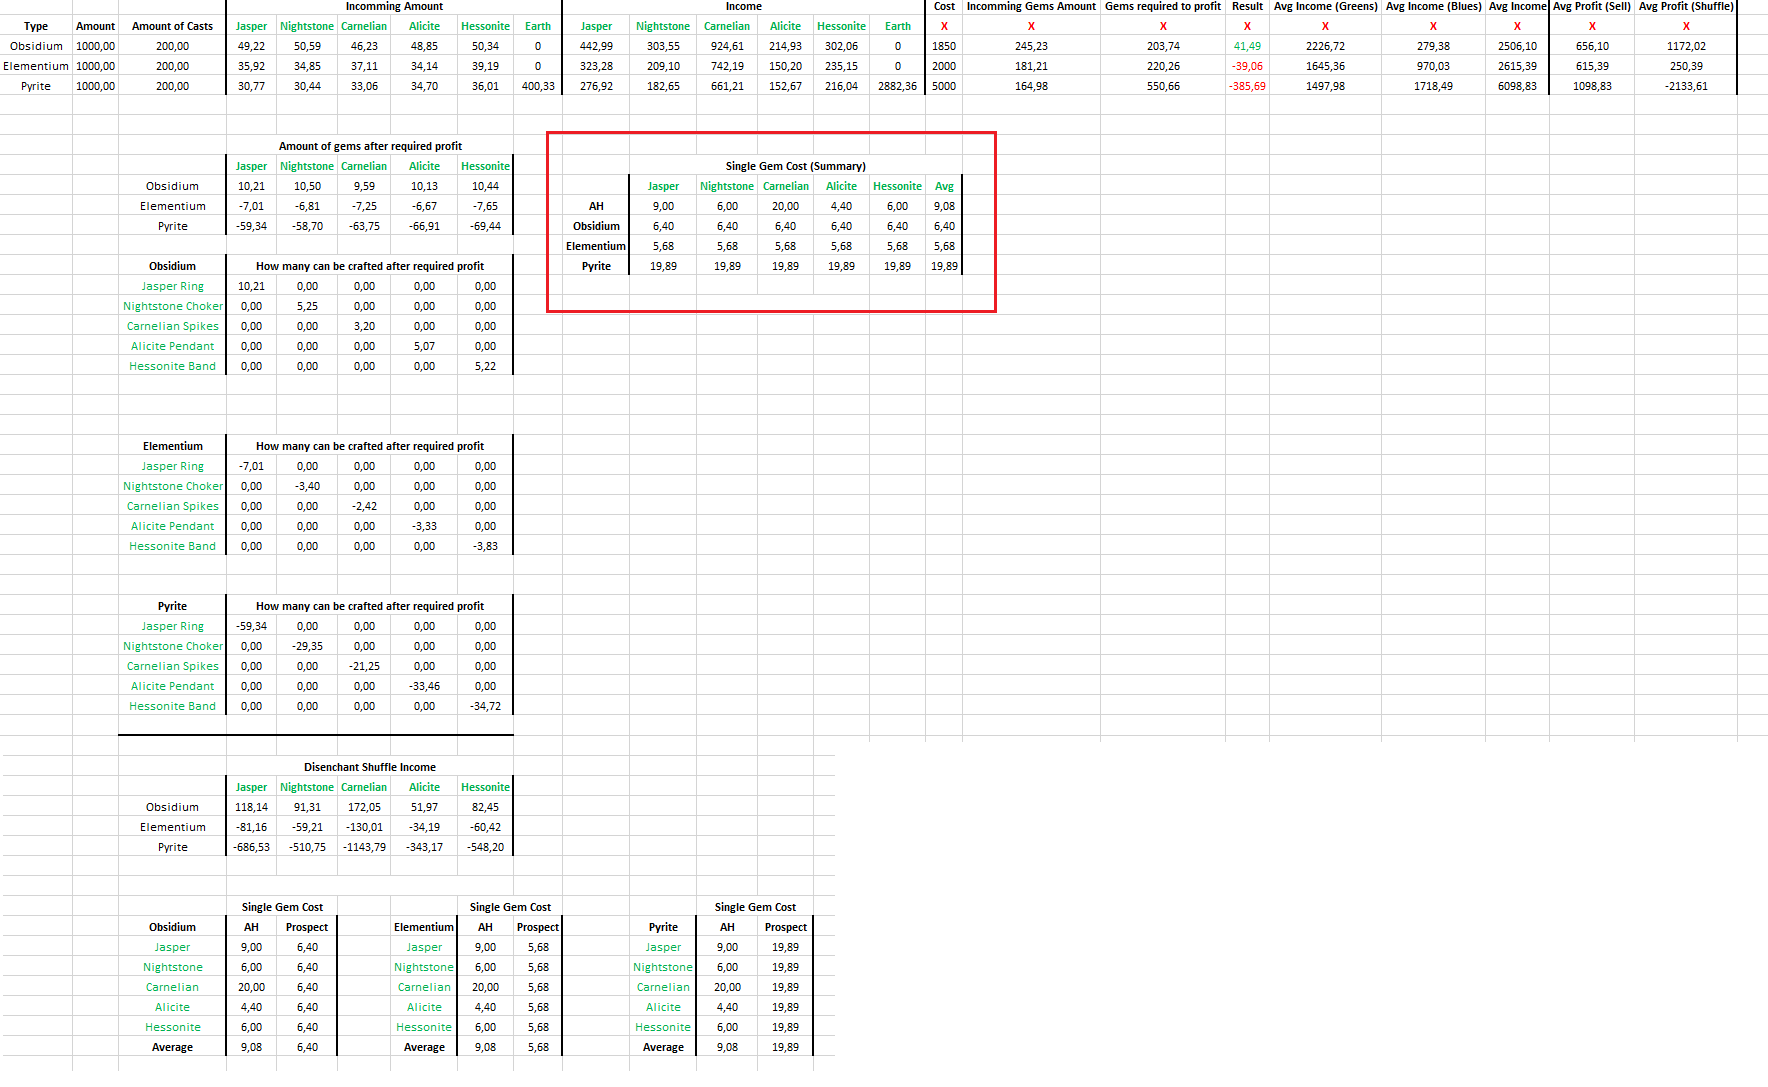 Incomming Amount Income Cost Incomming Gems Amount Gems required to profit Result Avg Income (Greens) Avg Income (Blues) Avg Income Avg Profit (Sell) Avg Profit (Shuffle)
Type Amount Amount of Casts Jasper Nightstone Carnelian Alicite Hessonite Earth Jasper Nightstone Carnelian Alicite Hessonite Earth X X X X X X X X X
Obsidium 1000,00 200,00 49,22 50,59 46,23 48,85 50,34 0 442,99 303,55 924,61 214,93 302,06 0 1850 245,23 203,74 41,49 2226,72 279,38 2506,10 656,10 1172,02
Elementium 1000,00 200,00 35,92 34,85 37,11 34,14 39,19 0 323,28 209,10 742,19 150,20 235,15 0 2000 181,21 220,26 -39,06 1645,36 970,03 2615,39 615,39 250,39
Pyrite 1000,00 200,00 30,77 30,44 33,06 34,70 36,01 400,33 276,92 182,65 661,21 152,67 216,04 2882,36 5000 164,98 550,66 -385,69 1497,98 1718,49 6098,83 1098,83 -2133,61
Amount of gems after required profit
Jasper Nightstone Carnelian Alicite Hessonite
Obsidium 10,21 10,50 9,59 10,13 10,44
Elementium -7,01 -6,81 -7,25 -6,67 -7,65
Pyrite -59,34 -58,70 -63,75 -66,91 -69,44
Single Gem Cost (Summary)
Jasper Nightstone Carnelian Alicite Hessonite Avg
AH 9,00 6,00 20,00 4,40 6,00 9,08
Obsidium 6,40 6,40 6,40 6,40 6,40 6,40
Elementium 5,68 5,68 5,68 5,68 5,68 5,68
Pyrite 19,89 19,89 19,89 19,89 19,89 19,89
Obsidium How many can be crafted after required profit
Jasper Ring 10,21 0,00 0,00 0,00 0,00
Nightstone Choker 0,00 5,25 0,00 0,00 0,00
Carnelian Spikes 0,00 0,00 3,20 0,00 0,00
Alicite Pendant 0,00 0,00 0,00 5,07 0,00
Hessonite Band 0,00 0,00 0,00 0,00 5,22
Elementium How many can be crafted after required profit
Jasper Ring -7,01 0,00 0,00 0,00 0,00
Nightstone Choker 0,00 -3,40 0,00 0,00 0,00
Carnelian Spikes 0,00 0,00 -2,42 0,00 0,00
Alicite Pendant 0,00 0,00 0,00 -3,33 0,00
Hessonite Band 0,00 0,00 0,00 0,00 -3,83
Pyrite How many can be crafted after required profit
Jasper Ring -59,34 0,00 0,00 0,00 0,00
Nightstone Choker 0,00 -29,35 0,00 0,00 0,00
Carnelian Spikes 0,00 0,00 -21,25 0,00 0,00
Alicite Pendant 0,00 0,00 0,00 -33,46 0,00
Hessonite Band 0,00 0,00 0,00 0,00 -34,72
Disenchant Shuffle Income
Jasper Nightstone Carnelian Alicite Hessonite
Obsidium 118,14 91,31 172,05 51,97 82,45
Elementium -81,16 -59,21 -130,01 -34,19 -60,42
Pyrite -686,53 -510,75 -1143,79 -343,17 -548,20
Single Gem Cost Single Gem Cost Single Gem Cost
Obsidium AH Prospect Elementium AH Prospect Pyrite AH Prospect
Jasper 9,00 6,40 Jasper 9,00 5,68 Jasper 9,00 19,89
Nightstone 6,00 6,40 Nightstone 6,00 5,68 Nightstone 6,00 19,89
Carnelian 20,00 6,40 Carnelian 20,00 5,68 Carnelian 20,00 19,89
Alicite 4,40 6,40 Alicite 4,40 5,68 Alicite 4,40 19,89
Hessonite 6,00 6,40 Hessonite 6,00 5,68 Hessonite 6,00 19,89
Average 9,08 6,40 Average 9,08 5,68 Average 9,08 19,89